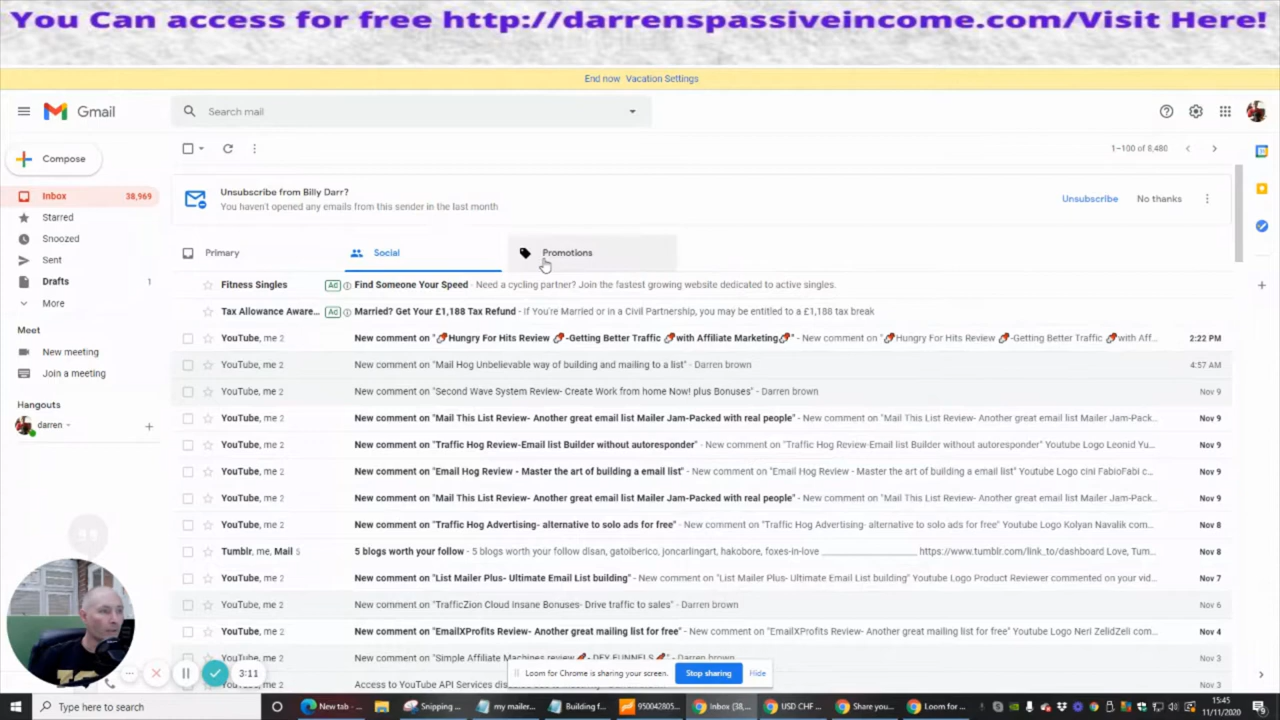 You Can access for free http://darrenspassiveincome.com/Visit Here!
End now Vacation Settings
Gmail
Search mail
Compose
1–100 of 8,480
Inbox 38,969
Starred
Snoozed
Sent
Drafts 1
More
Meet
New meeting
Join a meeting
Hangouts
darren
Unsubscribe from Billy Darr?
You haven't opened any emails from this sender in the last month
Unsubscribe No thanks
Primary Social Promotions
Fitness Singles Ad Find Someone Your Speed - Need a cycling partner? Join the fastest growing website dedicated to active singles.
Tax Allowance Aware... Ad Married? Get Your £1,188 Tax Refund - If You're Married or in a Civil Partnership, you may be entitled to a £1,188 tax break
YouTube, me 2 New comment on "🧨Hungry For Hits Review 🧨-Getting Better Traffic 🧨with Affiliate Marketing🧨" - New comment on "🧨Hungry For Hits Review 🧨-Getting Better Traffic 🧨with Aff... 2:22 PM
YouTube, me 2 New comment on "Mail Hog Unbelievable way of building and mailing to a list" - Darren brown 4:57 AM
YouTube, me 2 New comment on "Second Wave System Review- Create Work from home Now! plus Bonuses" - Darren brown Nov 9
YouTube, me 2 New comment on "Mail This List Review- Another great email list Mailer Jam-Packed with real people" - New comment on "Mail This List Review- Another great email list Mailer Jam-Pack... Nov 9
YouTube, me 2 New comment on "Traffic Hog Review-Email list Builder without autoresponder" - New comment on "Traffic Hog Review-Email list Builder without autoresponder" Youtube Logo Leonid Yu... Nov 9
YouTube, me 2 New comment on "Email Hog Review - Master the art of building a email list" - New comment on "Email Hog Review - Master the art of building a email list" Youtube Logo cini FabioFabi c... Nov 9
YouTube, me 2 New comment on "Mail This List Review- Another great email list Mailer Jam-Packed with real people" - New comment on "Mail This List Review- Another great email list Mailer Jam-Pack... Nov 9
YouTube, me 2 New comment on "Traffic Hog Advertising- alternative to solo ads for free" - New comment on "Traffic Hog Advertising- alternative to solo ads for free" Youtube Logo Kolyan Navalik com... Nov 8
Tumblr, me, Mail 5 5 blogs worth your follow - 5 blogs worth your follow disan, gatoiberico, joncarlingart, hakobore, foxes-in-love https://www.tumblr.com/link_to/dashboard Love, Tum... Nov 8
YouTube, me 2 New comment on "List Mailer Plus- Ultimate Email List building" - New comment on "List Mailer Plus- Ultimate Email List building" Youtube Logo Product Reviewer commented on your vid... Nov 7
YouTube, me 2 New comment on "TrafficZion Cloud Insane Bonuses- Drive traffic to sales" - Darren brown Nov 6
YouTube, me 2 New comment on "EmailXProfits Review- Another great mailing list for free" - New comment on "EmailXProfits Review- Another great mailing list for free" Youtube Logo Neri ZelidZeli com... Nov 4
New comment on "Simple Affiliate Machines review Nov 3
Access to YouTube API Services Nov 3
3:11
Loom for Chrome is sharing your screen. Stop sharing Hide
Type here to search
New tab - Snipping ... my mailer... Building f... 950042805... Inbox (38,... USD CHF ... Share you... Loom for ...
15:45
11/11/2020